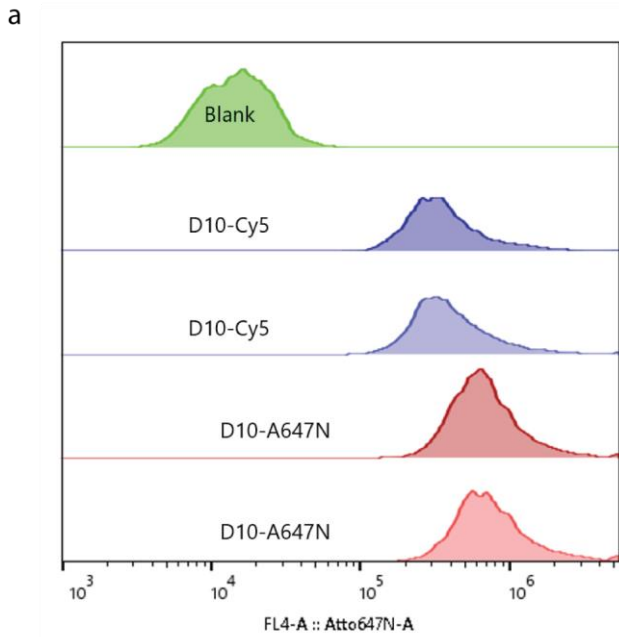 a
Blank
D10-Cy5
D10-Cy5
D10-A647N
D10-A647N
10³ 10⁴ 10⁵ 10⁶
FL4-A :: Atto647N-A